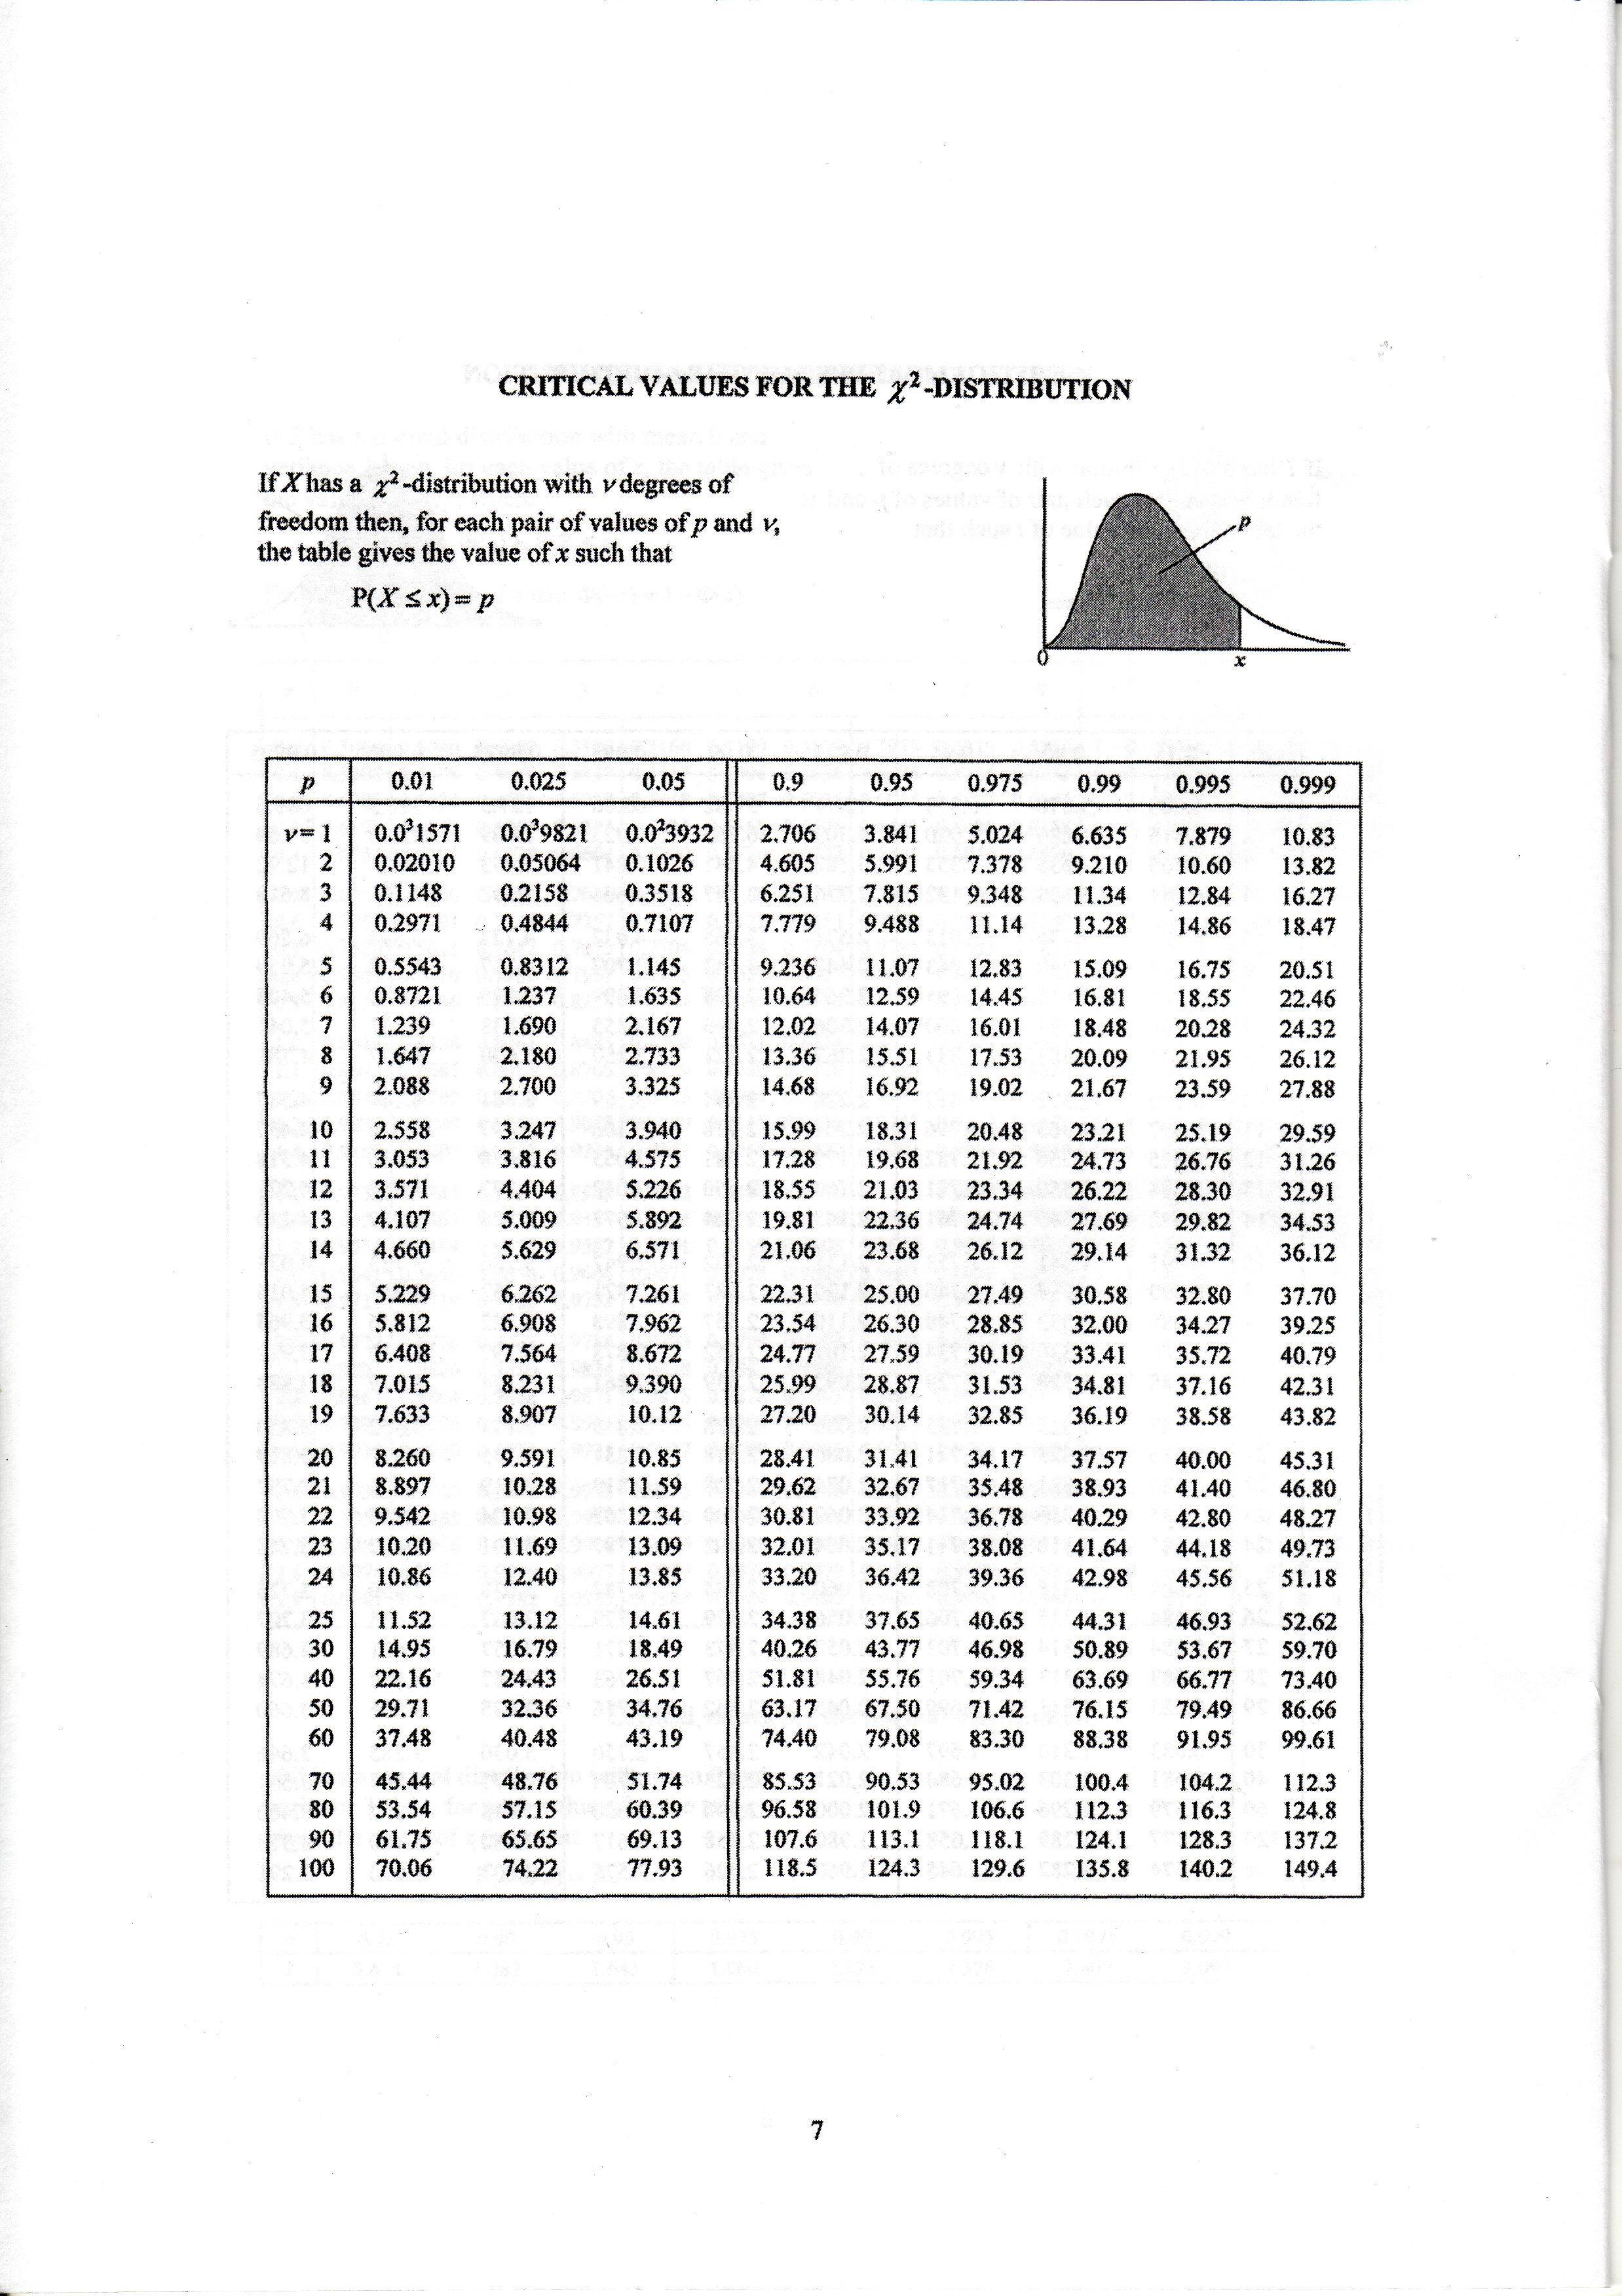 CRITICAL VALUES FOR THE χ²-DISTRIBUTION
If X has a χ²-distribution with ν degrees of
freedom then, for each pair of values of p and ν,
the table gives the value of x such that
P(X ≤ x) = p
p
0
x
p 0.01 0.025 0.05 0.9 0.95 0.975 0.99 0.995 0.999
ν= 1 0.0³1571 0.0³9821 0.0²3932 2.706 3.841 5.024 6.635 7.879 10.83
2 0.02010 0.05064 0.1026 4.605 5.991 7.378 9.210 10.60 13.82
3 0.1148 0.2158 0.3518 6.251 7.815 9.348 11.34 12.84 16.27
4 0.2971 0.4844 0.7107 7.779 9.488 11.14 13.28 14.86 18.47
5 0.5543 0.8312 1.145 9.236 11.07 12.83 15.09 16.75 20.51
6 0.8721 1.237 1.635 10.64 12.59 14.45 16.81 18.55 22.46
7 1.239 1.690 2.167 12.02 14.07 16.01 18.48 20.28 24.32
8 1.647 2.180 2.733 13.36 15.51 17.53 20.09 21.95 26.12
9 2.088 2.700 3.325 14.68 16.92 19.02 21.67 23.59 27.88
10 2.558 3.247 3.940 15.99 18.31 20.48 23.21 25.19 29.59
11 3.053 3.816 4.575 17.28 19.68 21.92 24.73 26.76 31.26
12 3.571 4.404 5.226 18.55 21.03 23.34 26.22 28.30 32.91
13 4.107 5.009 5.892 19.81 22.36 24.74 27.69 29.82 34.53
14 4.660 5.629 6.571 21.06 23.68 26.12 29.14 31.32 36.12
15 5.229 6.262 7.261 22.31 25.00 27.49 30.58 32.80 37.70
16 5.812 6.908 7.962 23.54 26.30 28.85 32.00 34.27 39.25
17 6.408 7.564 8.672 24.77 27.59 30.19 33.41 35.72 40.79
18 7.015 8.231 9.390 25.99 28.87 31.53 34.81 37.16 42.31
19 7.633 8.907 10.12 27.20 30.14 32.85 36.19 38.58 43.82
20 8.260 9.591 10.85 28.41 31.41 34.17 37.57 40.00 45.31
21 8.897 10.28 11.59 29.62 32.67 35.48 38.93 41.40 46.80
22 9.542 10.98 12.34 30.81 33.92 36.78 40.29 42.80 48.27
23 10.20 11.69 13.09 32.01 35.17 38.08 41.64 44.18 49.73
24 10.86 12.40 13.85 33.20 36.42 39.36 42.98 45.56 51.18
25 11.52 13.12 14.61 34.38 37.65 40.65 44.31 46.93 52.62
30 14.95 16.79 18.49 40.26 43.77 46.98 50.89 53.67 59.70
40 22.16 24.43 26.51 51.81 55.76 59.34 63.69 66.77 73.40
50 29.71 32.36 34.76 63.17 67.50 71.42 76.15 79.49 86.66
60 37.48 40.48 43.19 74.40 79.08 83.30 88.38 91.95 99.61
70 45.44 48.76 51.74 85.53 90.53 95.02 100.4 104.2 112.3
80 53.54 57.15 60.39 96.58 101.9 106.6 112.3 116.3 124.8
90 61.75 65.65 69.13 107.6 113.1 118.1 124.1 128.3 137.2
100 70.06 74.22 77.93 118.5 124.3 129.6 135.8 140.2 149.4
7